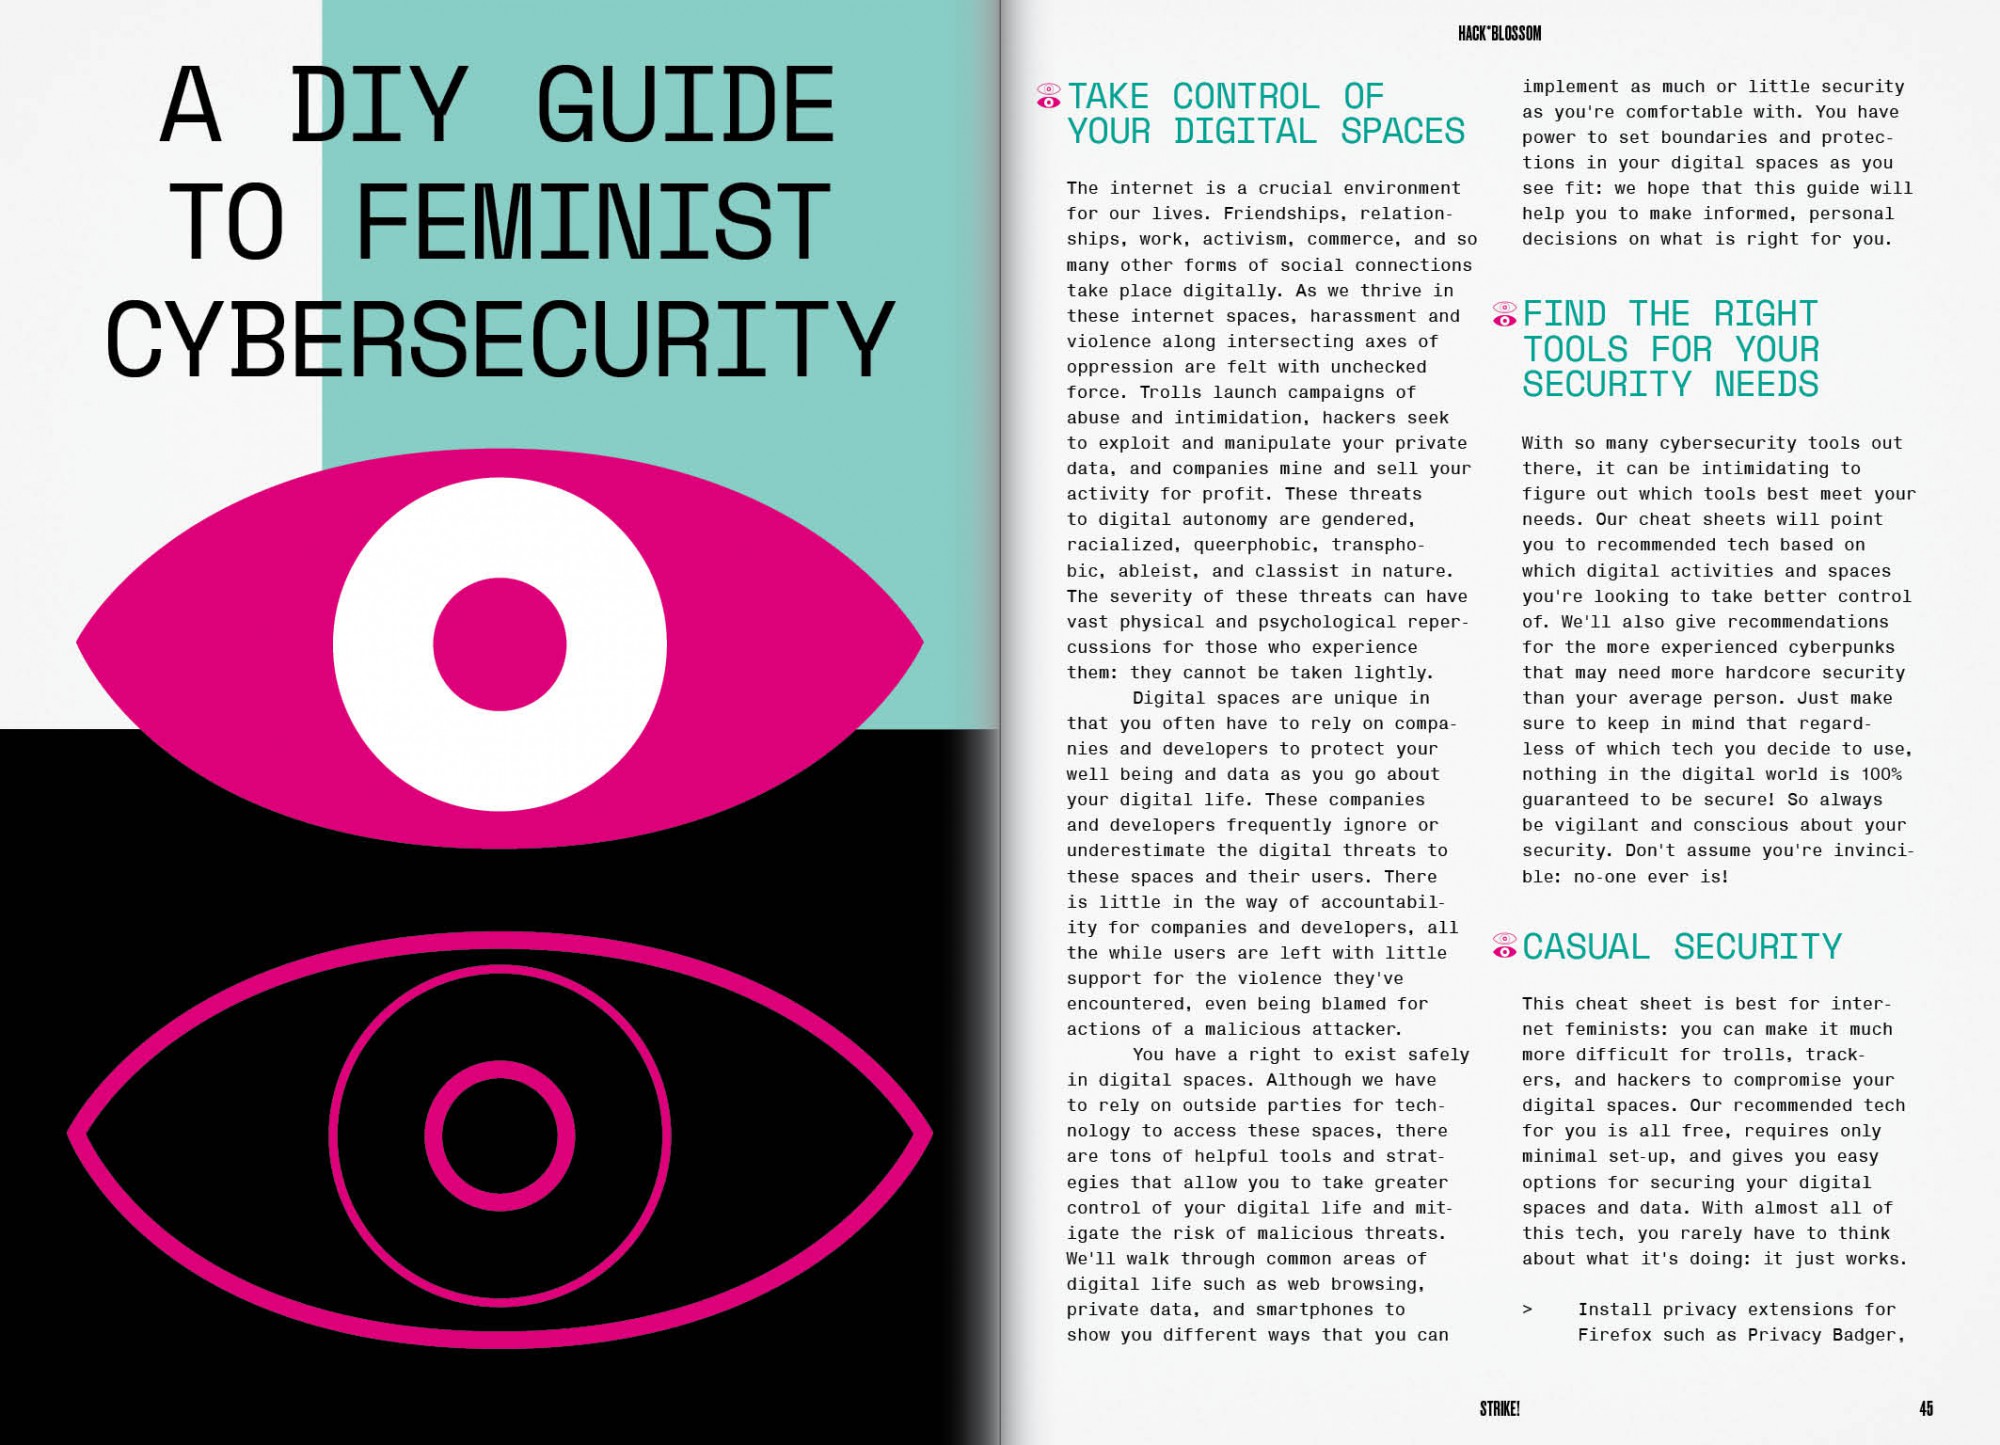 A DIY GUIDE
TO FEMINIST
CYBERSECURITY
HACK*BLOSSOM
TAKE CONTROL OF
YOUR DIGITAL SPACES
The internet is a crucial environment
for our lives. Friendships, relation-
ships, work, activism, commerce, and so
many other forms of social connections
take place digitally. As we thrive in
these internet spaces, harassment and
violence along intersecting axes of
oppression are felt with unchecked
force. Trolls launch campaigns of
abuse and intimidation, hackers seek
to exploit and manipulate your private
data, and companies mine and sell your
activity for profit. These threats
to digital autonomy are gendered,
racialized, queerphobic, transpho-
bic, ableist, and classist in nature.
The severity of these threats can have
vast physical and psychological reper-
cussions for those who experience
them: they cannot be taken lightly.
Digital spaces are unique in
that you often have to rely on compa-
nies and developers to protect your
well being and data as you go about
your digital life. These companies
and developers frequently ignore or
underestimate the digital threats to
these spaces and their users. There
is little in the way of accountabil-
ity for companies and developers, all
the while users are left with little
support for the violence they've
encountered, even being blamed for
actions of a malicious attacker.
You have a right to exist safely
in digital spaces. Although we have
to rely on outside parties for tech-
nology to access these spaces, there
are tons of helpful tools and strat-
egies that allow you to take greater
control of your digital life and mit-
igate the risk of malicious threats.
We'll walk through common areas of
digital life such as web browsing,
private data, and smartphones to
show you different ways that you can
implement as much or little security
as you're comfortable with. You have
power to set boundaries and protec-
tions in your digital spaces as you
see fit: we hope that this guide will
help you to make informed, personal
decisions on what is right for you.
FIND THE RIGHT
TOOLS FOR YOUR
SECURITY NEEDS
With so many cybersecurity tools out
there, it can be intimidating to
figure out which tools best meet your
needs. Our cheat sheets will point
you to recommended tech based on
which digital activities and spaces
you're looking to take better control
of. We'll also give recommendations
for the more experienced cyberpunks
that may need more hardcore security
than your average person. Just make
sure to keep in mind that regard-
less of which tech you decide to use,
nothing in the digital world is 100%
guaranteed to be secure! So always
be vigilant and conscious about your
security. Don't assume you're invinci-
ble: no-one ever is!
CASUAL SECURITY
This cheat sheet is best for inter-
net feminists: you can make it much
more difficult for trolls, track-
ers, and hackers to compromise your
digital spaces. Our recommended tech
for you is all free, requires only
minimal set-up, and gives you easy
options for securing your digital
spaces and data. With almost all of
this tech, you rarely have to think
about what it's doing: it just works.
> Install privacy extensions for
Firefox such as Privacy Badger,
STRIKE!
45